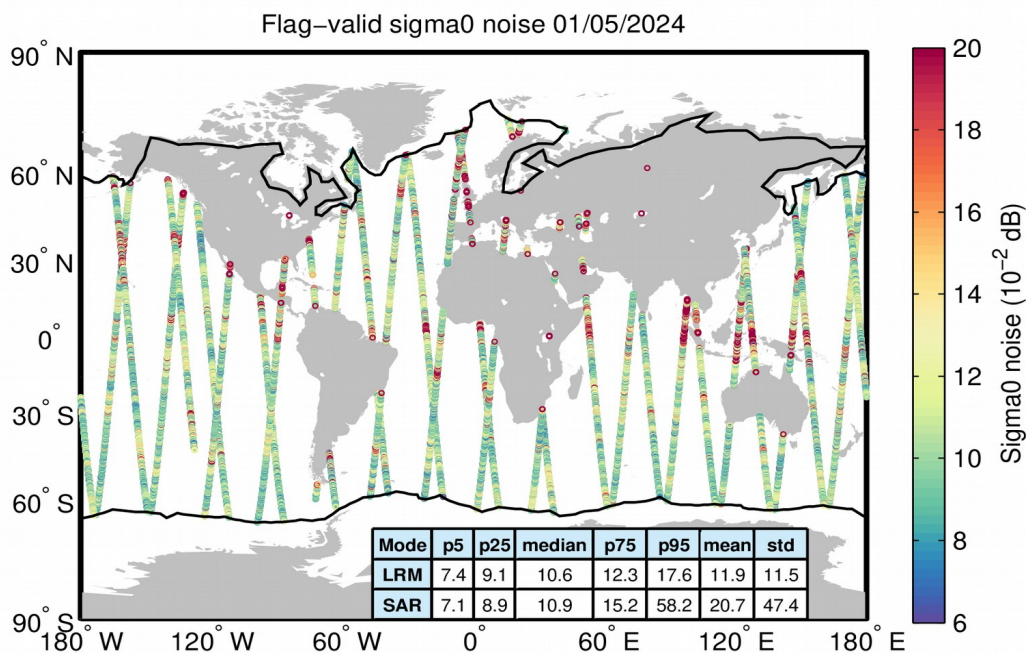 Flag−valid sigma0 noise 01/05/2024
90° N
60° N
30° N
0°
30° S
60° S
90° S
180° W 120° W 60° W 0° 60° E 120° E 180° E
Mode p5 p25 median p75 p95 mean std
LRM 7.4 9.1 10.6 12.3 17.6 11.9 11.5
SAR 7.1 8.9 10.9 15.2 58.2 20.7 47.4
20
18
16
14
12
10
8
6
Sigma0 noise (10⁻² dB)